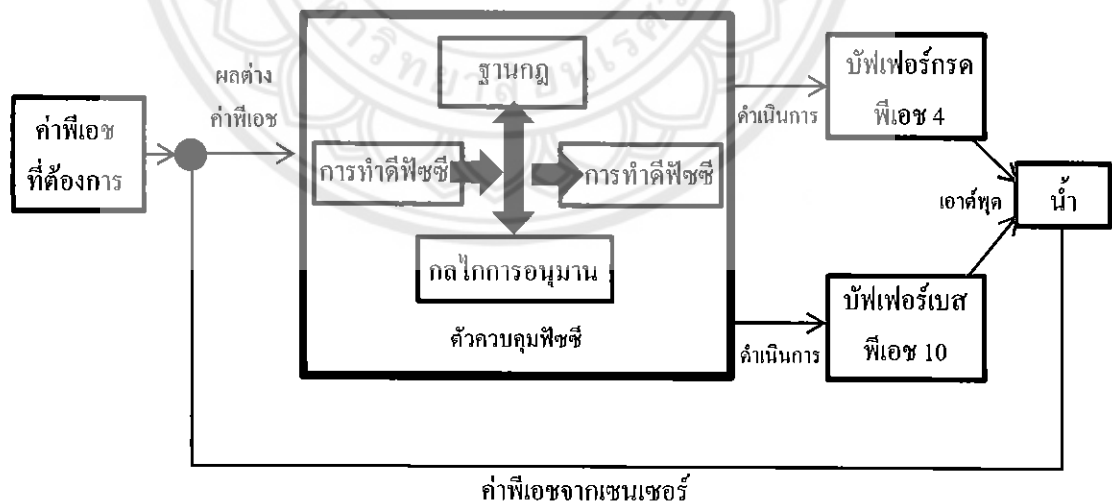 ค่าพีเอช
ที่ต้องการ
ผลต่าง
ค่าพีเอช
ฐานกฎ
การทำดีฟัซซี
การทำดีฟัซซี
กลไกการอนุมาน
ตัวควบคุมฟัซซี
ดำเนินการ
ดำเนินการ
บัฟเฟอร์กรด
พีเอช 4
บัฟเฟอร์เบส
พีเอช 10
เอาต์พุต
น้ำ
ค่าพีเอชจากเซนเซอร์